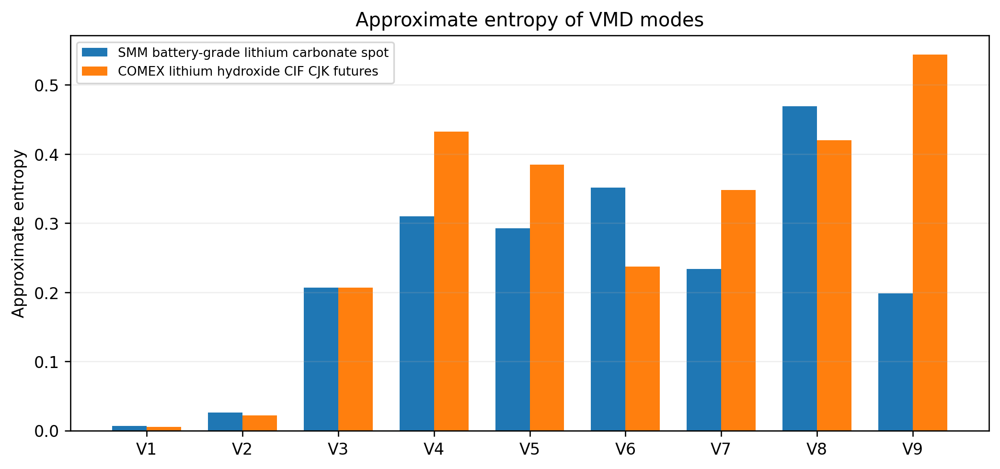 Approximate entropy of VMD modes
SMM battery-grade lithium carbonate spot
COMEX lithium hydroxide CIF CJK futures
Approximate entropy
0.5
0.4
0.3
0.2
0.1
0.0
V1 V2 V3 V4 V5 V6 V7 V8 V9